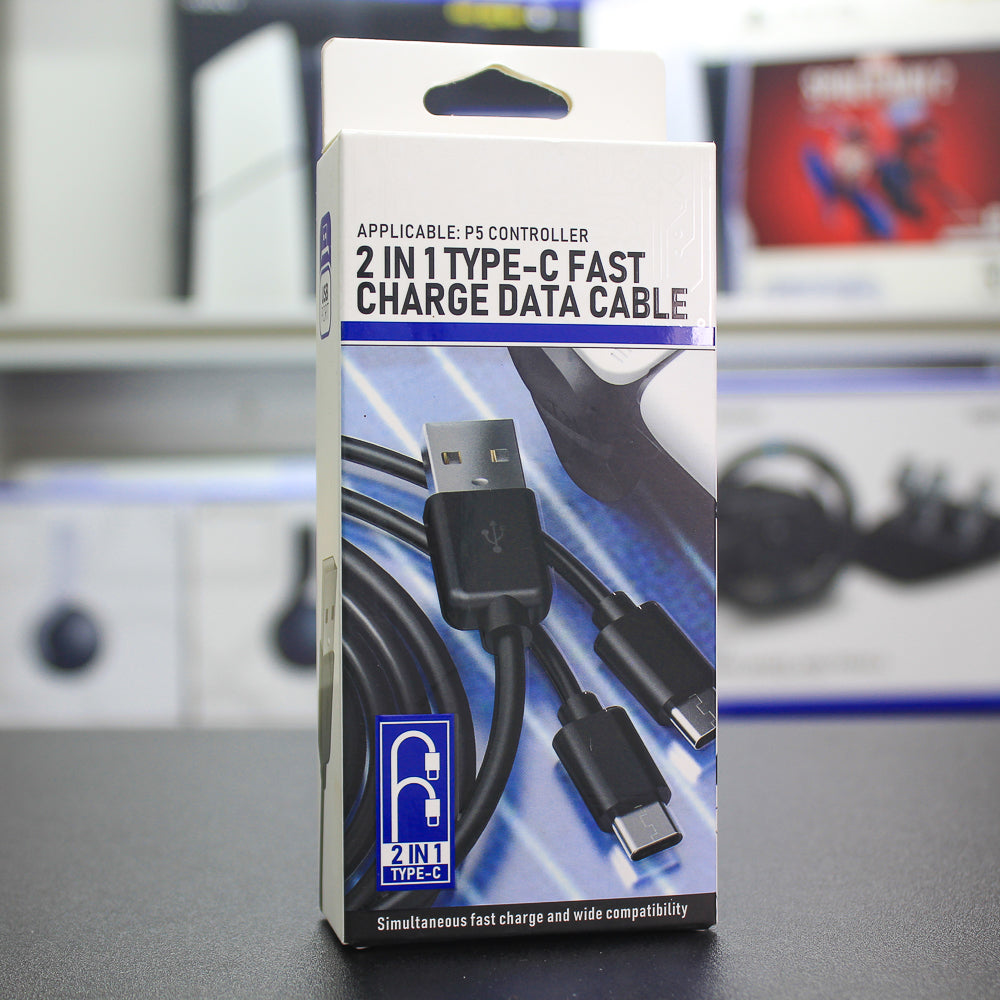 APPLICABLE: P5 CONTROLLER
2 IN 1 TYPE-C FAST
CHARGE DATA CABLE
2 IN 1
TYPE-C
Simultaneous fast charge and wide compatibility